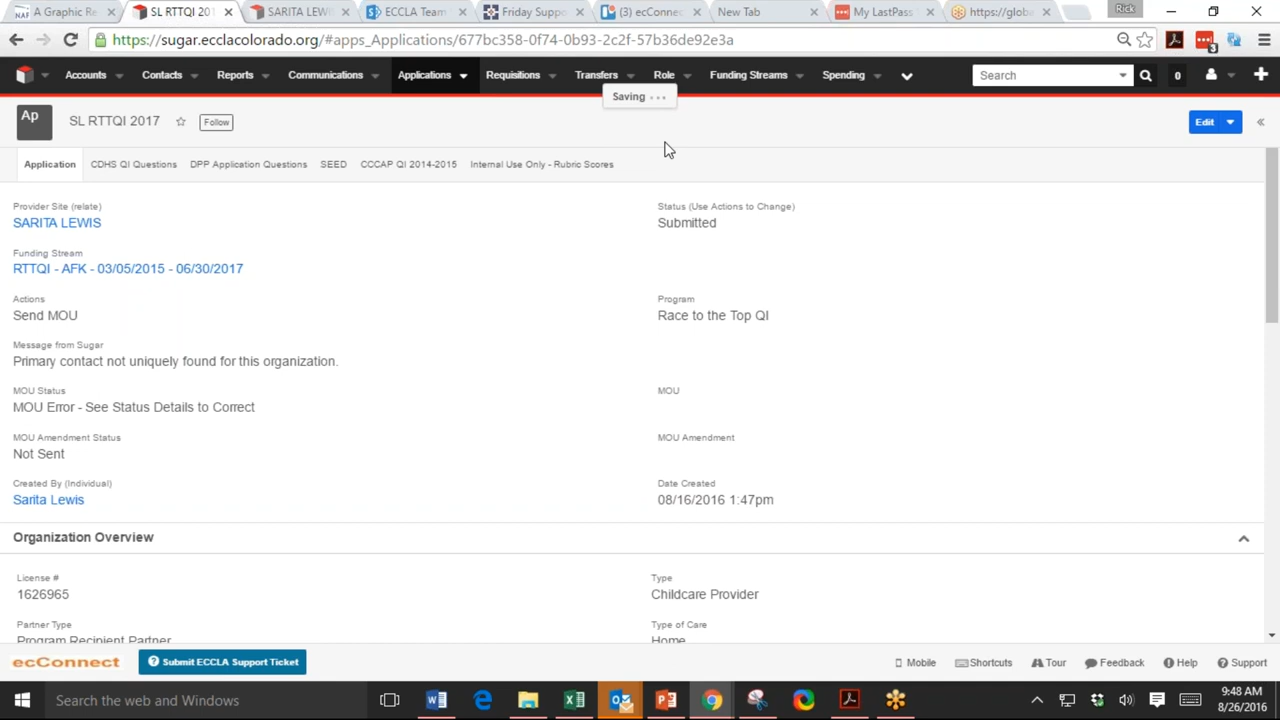 A Graphic Re
SL RTTQI 201
SARITA LEWI
ECCLA Team
Friday Suppo
(3) ecConnec
New Tab
My LastPass
https://globa
Rick
https://sugar.ecclacolorado.org/#apps_Applications/677bc358-0f74-0b93-2c2f-57b36de92e3a
3
Accounts
Contacts
Reports
Communications
Applications
Requisitions
Transfers
Role
Funding Streams
Spending
Search
0
Saving
Ap
SL RTTQI 2017
Follow
Edit
Application
CDHS QI Questions
DPP Application Questions
SEED
CCCAP QI 2014-2015
Internal Use Only - Rubric Scores
Provider Site (relate)
SARITA LEWIS
Status (Use Actions to Change)
Submitted
Funding Stream
RTTQI - AFK - 03/05/2015 - 06/30/2017
Actions
Send MOU
Program
Race to the Top QI
Message from Sugar
Primary contact not uniquely found for this organization.
MOU Status
MOU Error - See Status Details to Correct
MOU
MOU Amendment Status
Not Sent
MOU Amendment
Created By (Individual)
Sarita Lewis
Date Created
08/16/2016 1:47pm
Organization Overview
License #
1626965
Type
Childcare Provider
Partner Type
Program Recipient Partner
Type of Care
Home
ecConnect
Submit ECCLA Support Ticket
Mobile
Shortcuts
Tour
Feedback
Help
Support
Search the web and Windows
9:48 AM
8/26/2016